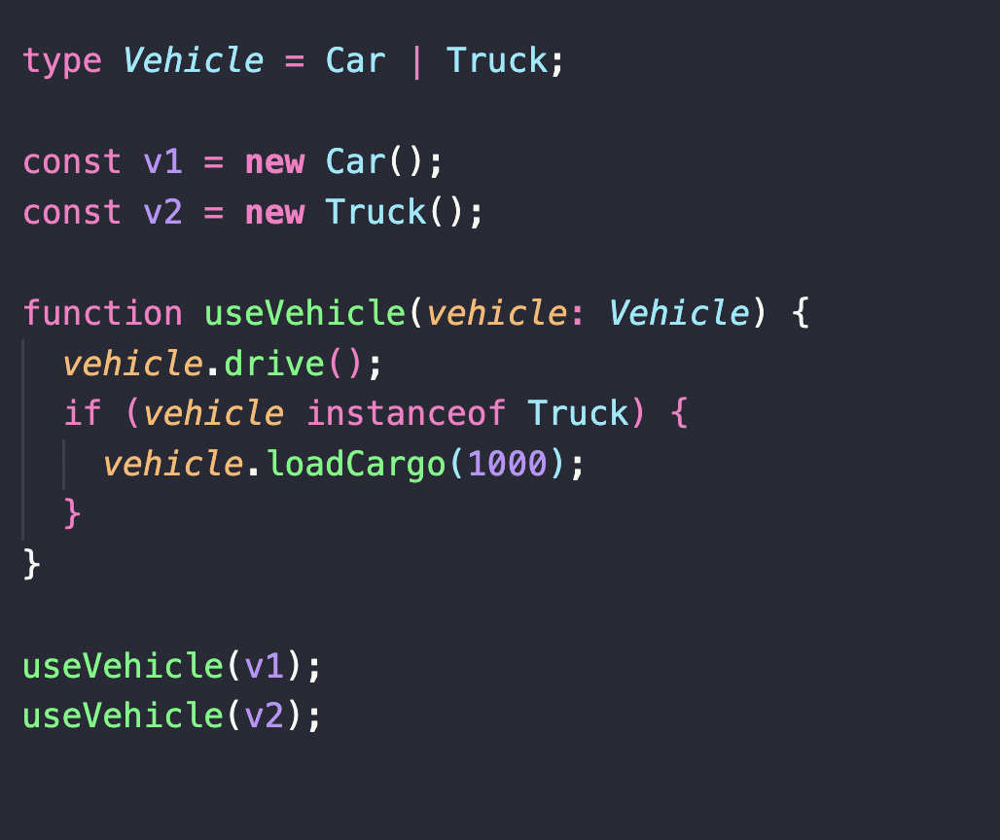 type Vehicle = Car | Truck;
const v1 = new Car();
const v2 = new Truck();
function useVehicle(vehicle: Vehicle) {
  vehicle.drive();
  if (vehicle instanceof Truck) {
    vehicle.loadCargo(1000);
  }
}
useVehicle(v1);
useVehicle(v2);